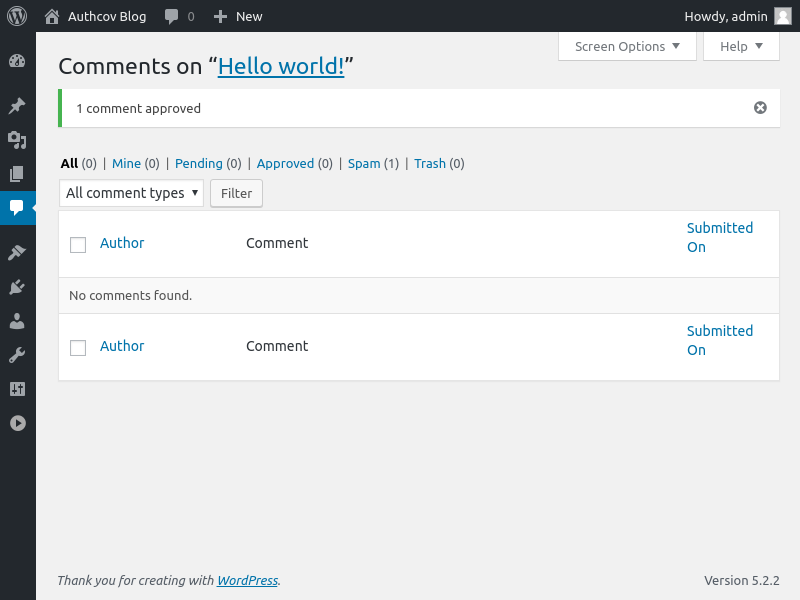 Authcov Blog 0 New Howdy, admin
Screen Options ▼ Help ▼
Comments on “Hello world!”
1 comment approved
All (0) | Mine (0) | Pending (0) | Approved (0) | Spam (1) | Trash (0)
All comment types ▾ Filter
Author Comment Submitted
On
No comments found.
Author Comment Submitted
On
Thank you for creating with WordPress. Version 5.2.2